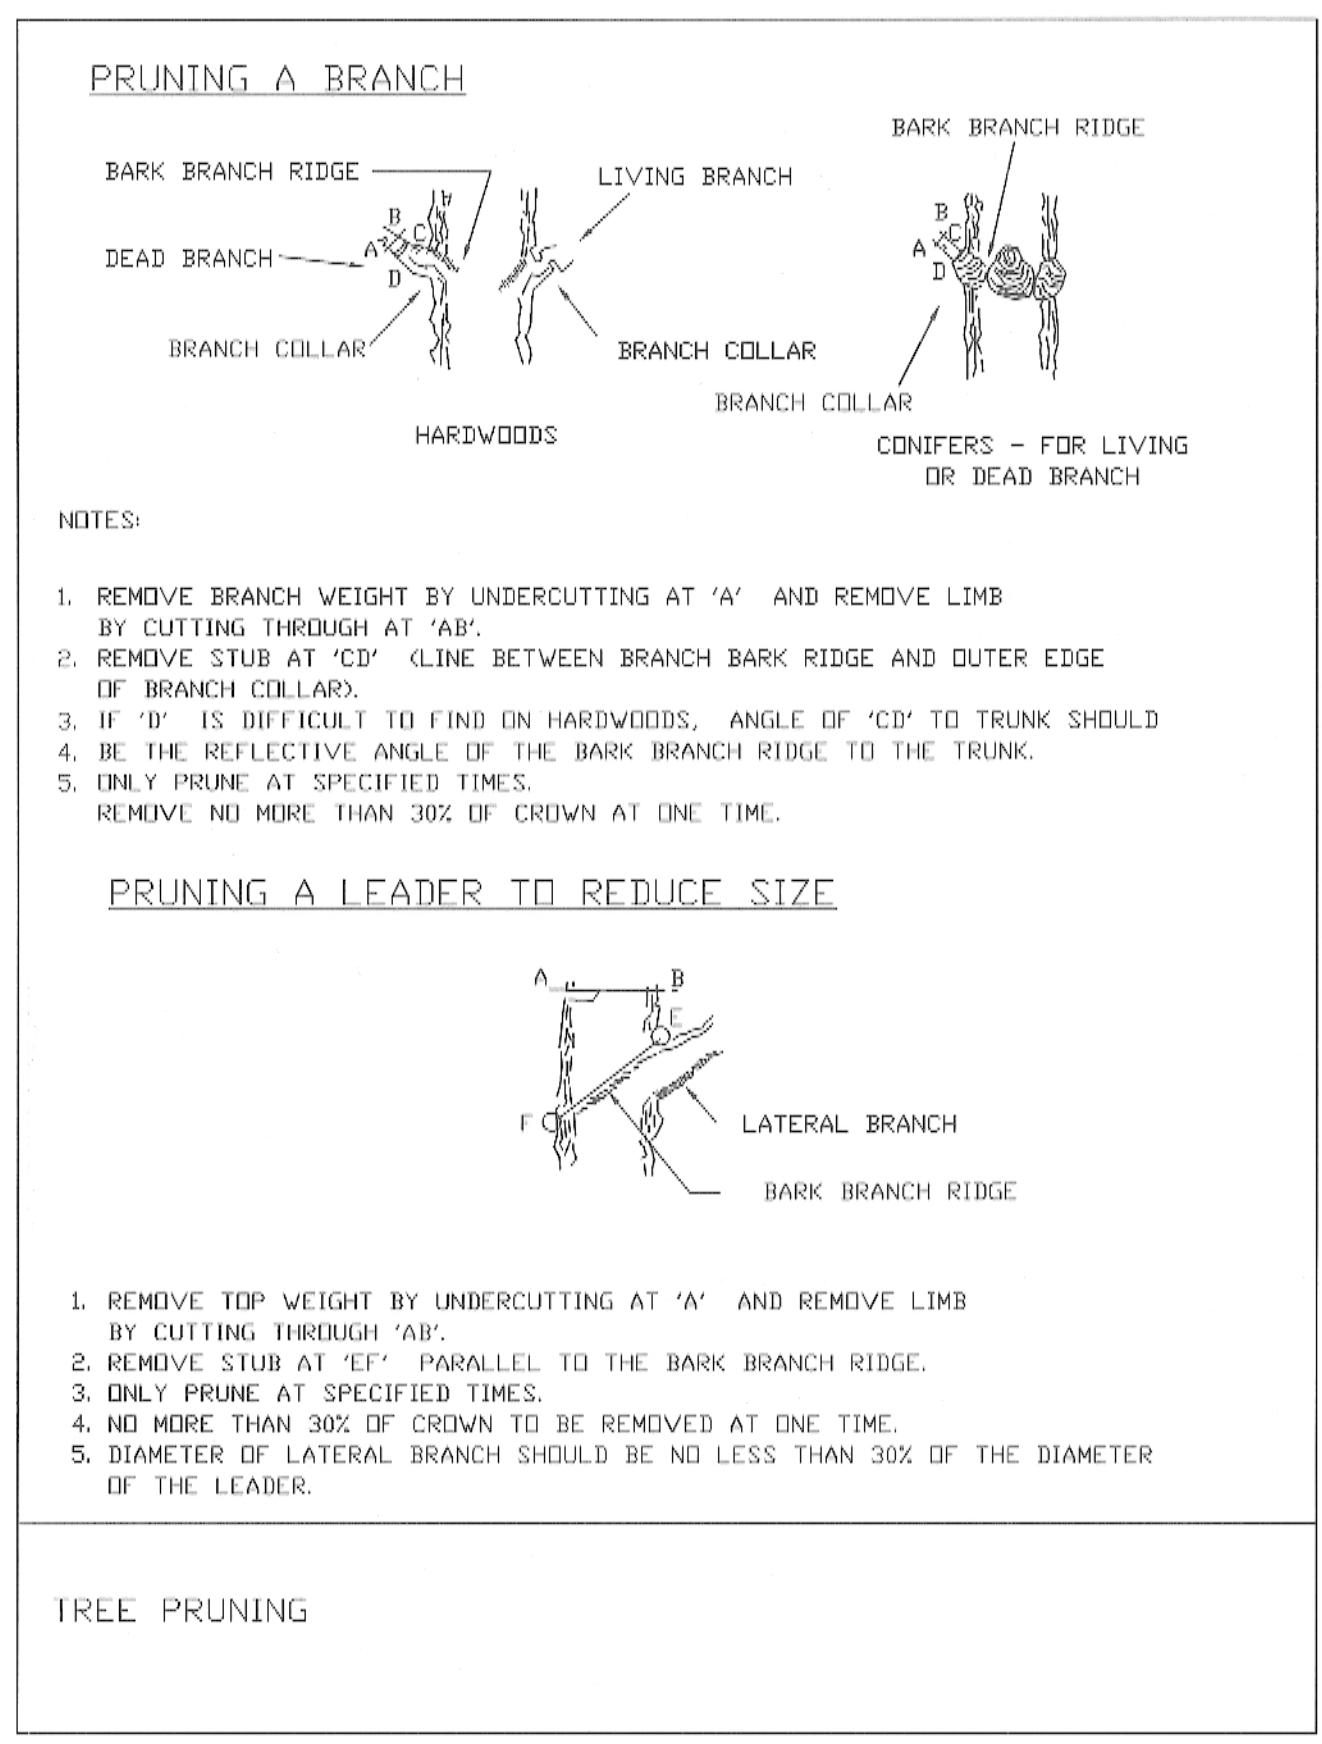 PRUNING A BRANCH
BARK BRANCH RIDGE
BARK BRANCH RIDGE
LIVING BRANCH
B
C
A
D
DEAD BRANCH
B
C
A
D
BRANCH COLLAR
BRANCH COLLAR
BRANCH COLLAR
HARDWOODS
CONIFERS - FOR LIVING
OR DEAD BRANCH
NOTES:
1. REMOVE BRANCH WEIGHT BY UNDERCUTTING AT 'A' AND REMOVE LIMB
BY CUTTING THROUGH AT 'AB'.
2. REMOVE STUB AT 'CD' (LINE BETWEEN BRANCH BARK RIDGE AND OUTER EDGE
OF BRANCH COLLAR).
3. IF 'D' IS DIFFICULT TO FIND ON HARDWOODS, ANGLE OF 'CD' TO TRUNK SHOULD
4. BE THE REFLECTIVE ANGLE OF THE BARK BRANCH RIDGE TO THE TRUNK.
5. ONLY PRUNE AT SPECIFIED TIMES.
REMOVE NO MORE THAN 30% OF CROWN AT ONE TIME.
PRUNING A LEADER TO REDUCE SIZE
A
B
E
F
LATERAL BRANCH
BARK BRANCH RIDGE
1. REMOVE TOP WEIGHT BY UNDERCUTTING AT 'A' AND REMOVE LIMB
BY CUTTING THROUGH 'AB'.
2. REMOVE STUB AT 'EF' PARALLEL TO THE BARK BRANCH RIDGE.
3. ONLY PRUNE AT SPECIFIED TIMES.
4. NO MORE THAN 30% OF CROWN TO BE REMOVED AT ONE TIME.
5. DIAMETER OF LATERAL BRANCH SHOULD BE NO LESS THAN 30% OF THE DIAMETER
OF THE LEADER.
TREE PRUNING